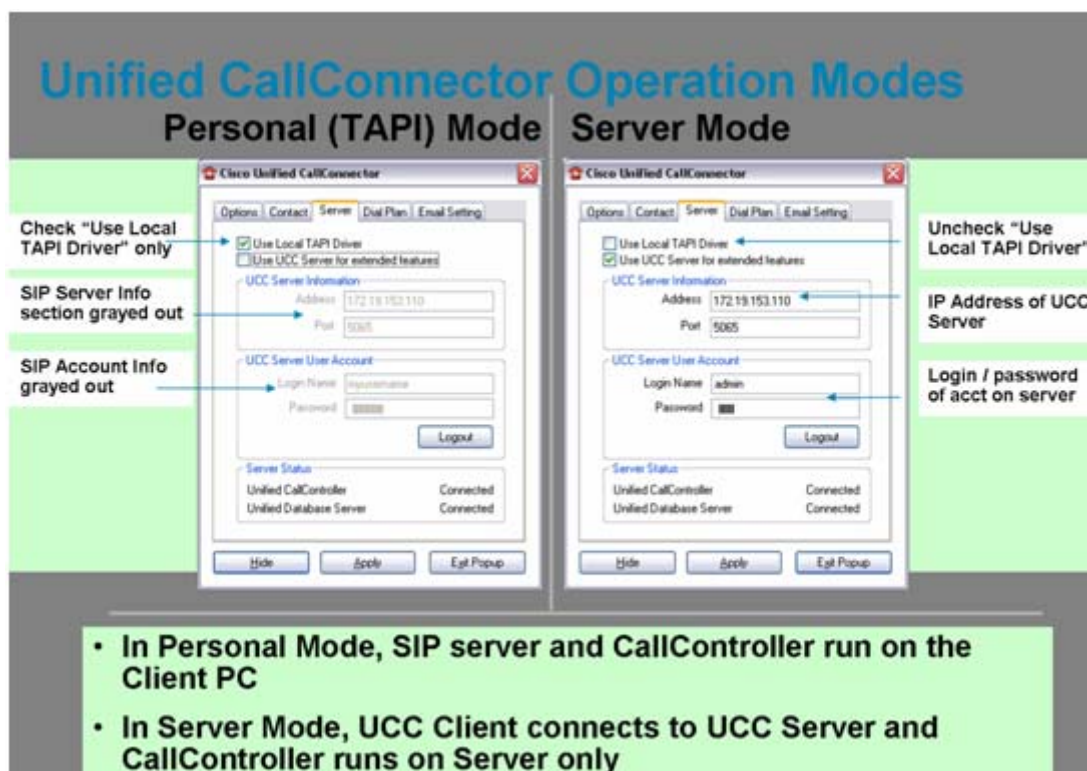 Unified CallConnector Operation Modes
Personal (TAPI) Mode
Server Mode
Check "Use Local
TAPI Driver" only
SIP Server Info
section grayed out
SIP Account Info
grayed out
Cisco Unified CallConnector
Options Contact Server Dial Plan Email Setting
Use Local TAPI Driver
Use UCC Server for extended features
UCC Server Information
Address 172.19.153.110
Port 5065
UCC Server User Account
Login Name myusername
Password
Logout
Server Status
Unified CallController Connected
Unified Database Server Connected
Hide Apply Exit Popup
Cisco Unified CallConnector
Options Contact Server Dial Plan Email Setting
Use Local TAPI Driver
Use UCC Server for extended features
UCC Server Information
Address 172.19.153.110
Port 5065
UCC Server User Account
Login Name admin
Password
Logout
Server Status
Unified CallController Connected
Unified Database Server Connected
Hide Apply Exit Popup
Uncheck "Use
Local TAPI Driver"
IP Address of UCC
Server
Login / password
of acct on server
• In Personal Mode, SIP server and CallController run on the
Client PC
• In Server Mode, UCC Client connects to UCC Server and
CallController runs on Server only